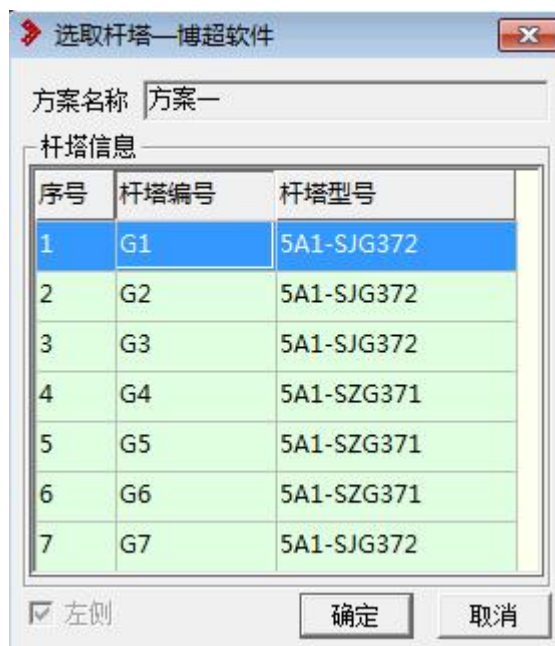 选取杆塔—博超软件
方案名称 方案一
杆塔信息
序号 杆塔编号 杆塔型号
1 G1 5A1-SJG372
2 G2 5A1-SJG372
3 G3 5A1-SJG372
4 G4 5A1-SZG371
5 G5 5A1-SZG371
6 G6 5A1-SZG371
7 G7 5A1-SJG372
左侧 确定 取消